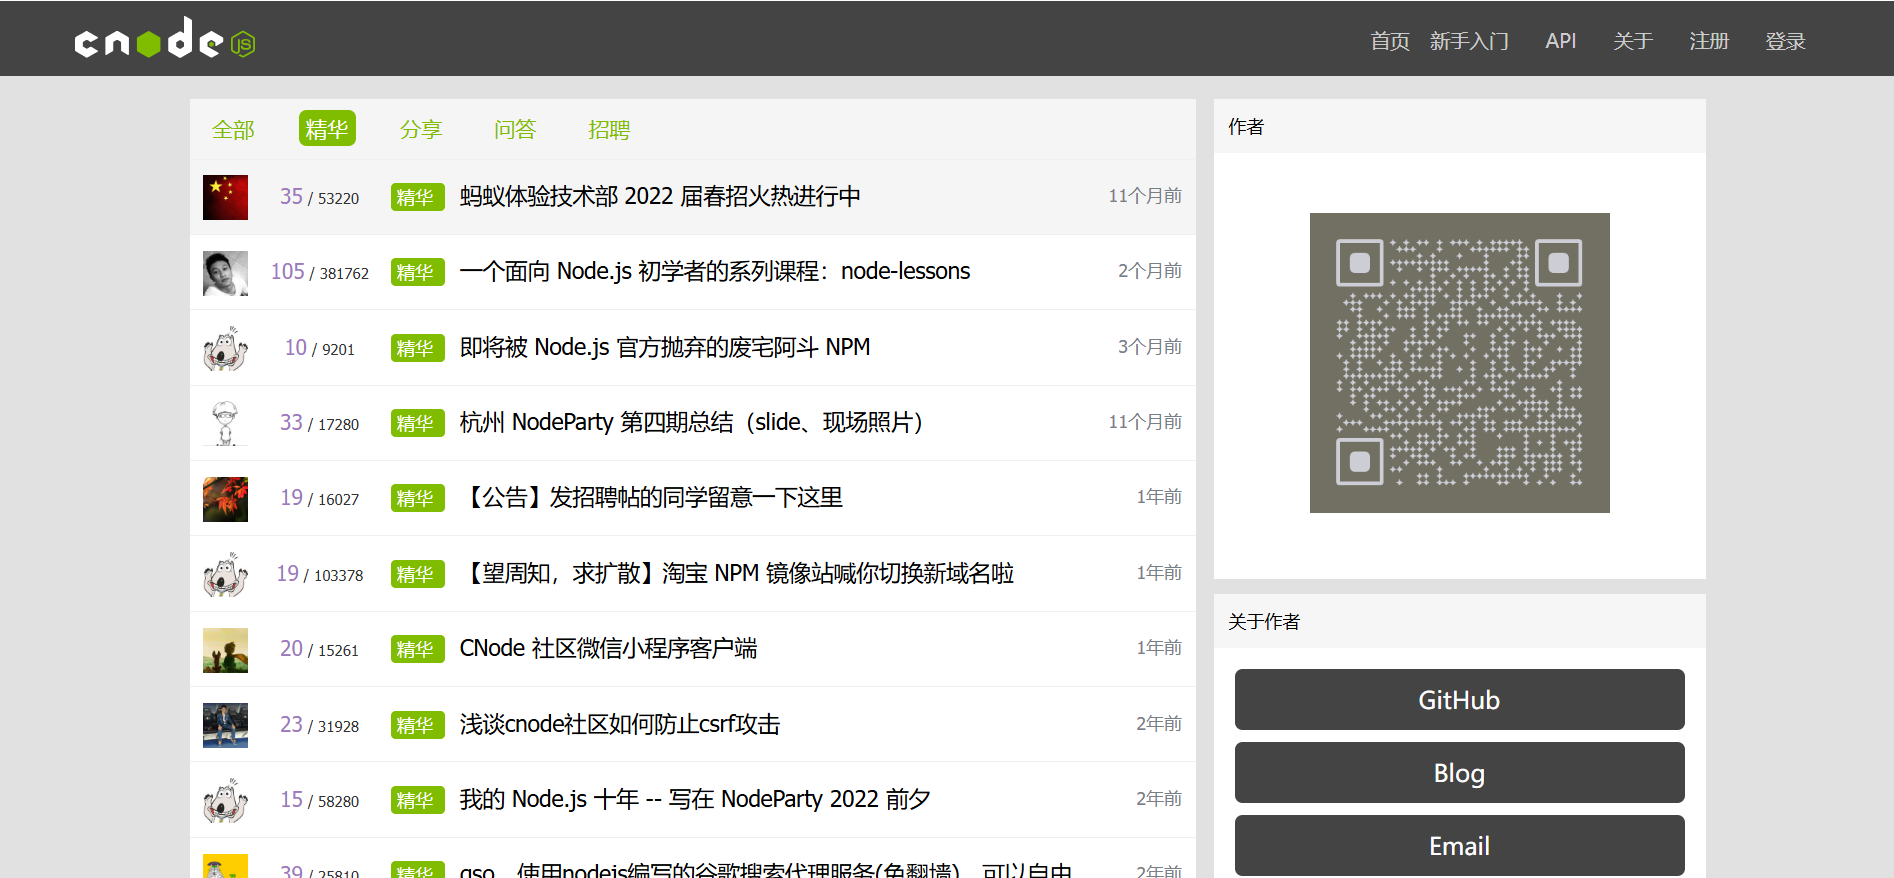 cnode JS
首页 新手入门 API 关于 注册 登录
全部 精华 分享 问答 招聘
35 / 53220 精华 蚂蚁体验技术部 2022 届春招火热进行中 11个月前
105 / 381762 精华 一个面向 Node.js 初学者的系列课程：node-lessons 2个月前
10 / 9201 精华 即将被 Node.js 官方抛弃的废宅阿斗 NPM 3个月前
33 / 17280 精华 杭州 NodeParty 第四期总结（slide、现场照片） 11个月前
19 / 16027 精华 【公告】发招聘帖的同学留意一下这里 1年前
19 / 103378 精华 【望周知，求扩散】淘宝 NPM 镜像站喊你切换新域名啦 1年前
20 / 15261 精华 CNode 社区微信小程序客户端 1年前
23 / 31928 精华 浅谈cnode社区如何防止csrf攻击 2年前
15 / 58280 精华 我的 Node.js 十年 -- 写在 NodeParty 2022 前夕 2年前
39 / 25810 精华 gso，使用nodejs编写的谷歌搜索代理服务(免翻墙)，可以自由 2年前
作者
关于作者
GitHub
Blog
Email